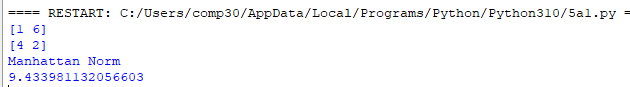 ==== RESTART: C:/Users/comp30/AppData/Local/Programs/Python/Python310/5a1.py =
[1 6]
[4 2]
Manhattan Norm
9.433981132056603